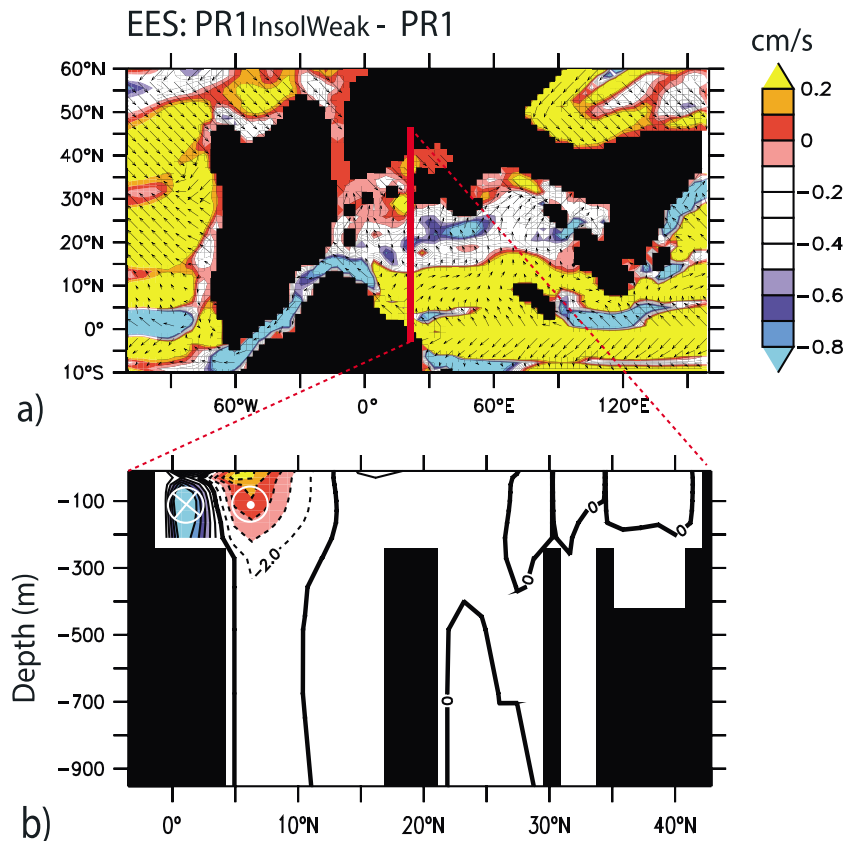 EES: PR1InsolWeak - PR1
cm/s
60°N
50°N
40°N
30°N
20°N
10°N
0°
10°S
0.2
0
−0.2
−0.4
−0.6
−0.8
60°W 0° 60°E 120°E
a)
Depth (m)
−100
−300
−500
−700
−900
−2.0
0
0
0
0
0
0° 10°N 20°N 30°N 40°N
b)